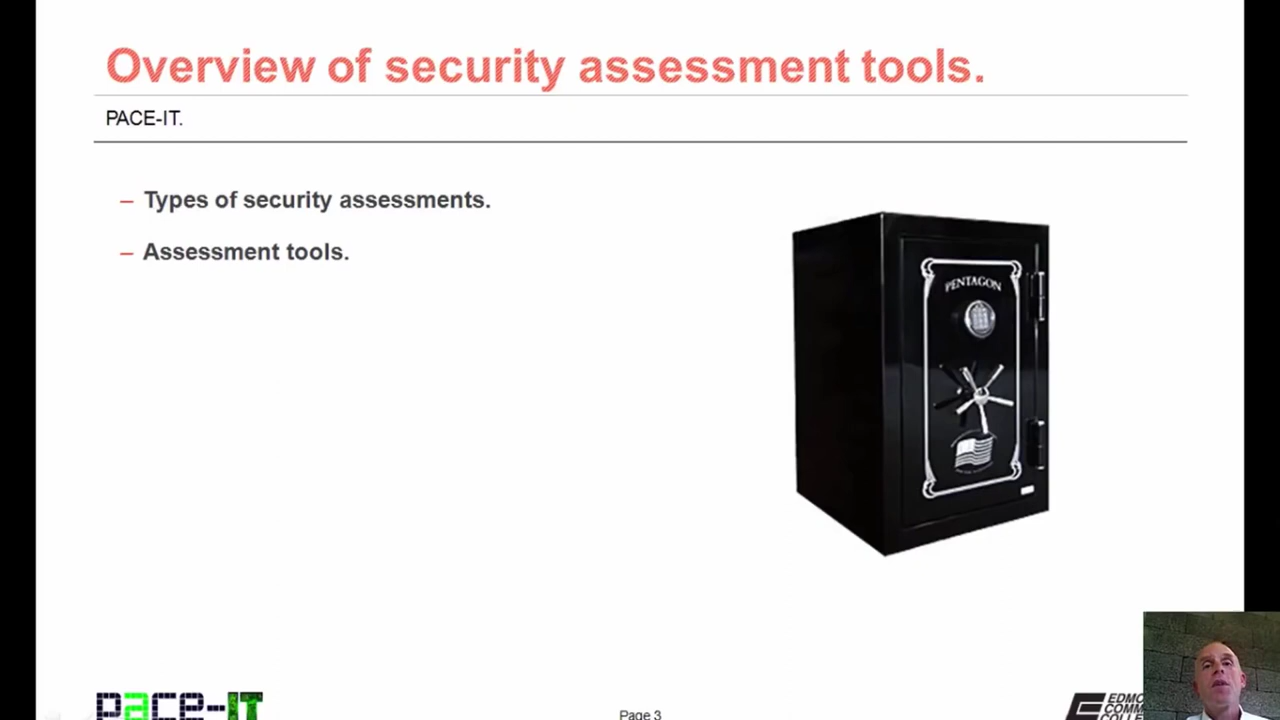 Overview of security assessment tools.
PACE-IT.
– Types of security assessments.
– Assessment tools.
PENTAGON
pace-IT
Page 3